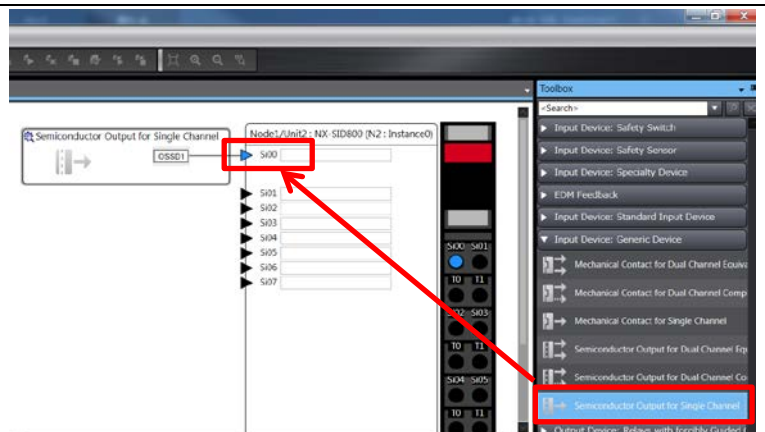 Toolbox
<Search>
Input Device: Safety Switch
Input Device: Safety Sensor
Input Device: Specialty Device
EDM Feedback
Input Device: Standard Input Device
Input Device: Generic Device
Mechanical Contact for Dual Channel Equiva
Mechanical Contact for Dual Channel Comp
Mechanical Contact for Single Channel
Semiconductor Output for Dual Channel Equ
Semiconductor Output for Dual Channel Co
Semiconductor Output for Single Channel
Output Device: Relays with forcibly Guided
Semiconductor Output for Single Channel
OSSD1
Node1/Unit2 : NX-SID800 (N2 : Instance0)
Si00
Si01
Si02
Si03
Si04
Si05
Si06
Si07
Si00 Si01
T0 T1
Si02 Si03
T0 T1
Si04 Si05
T0 T1